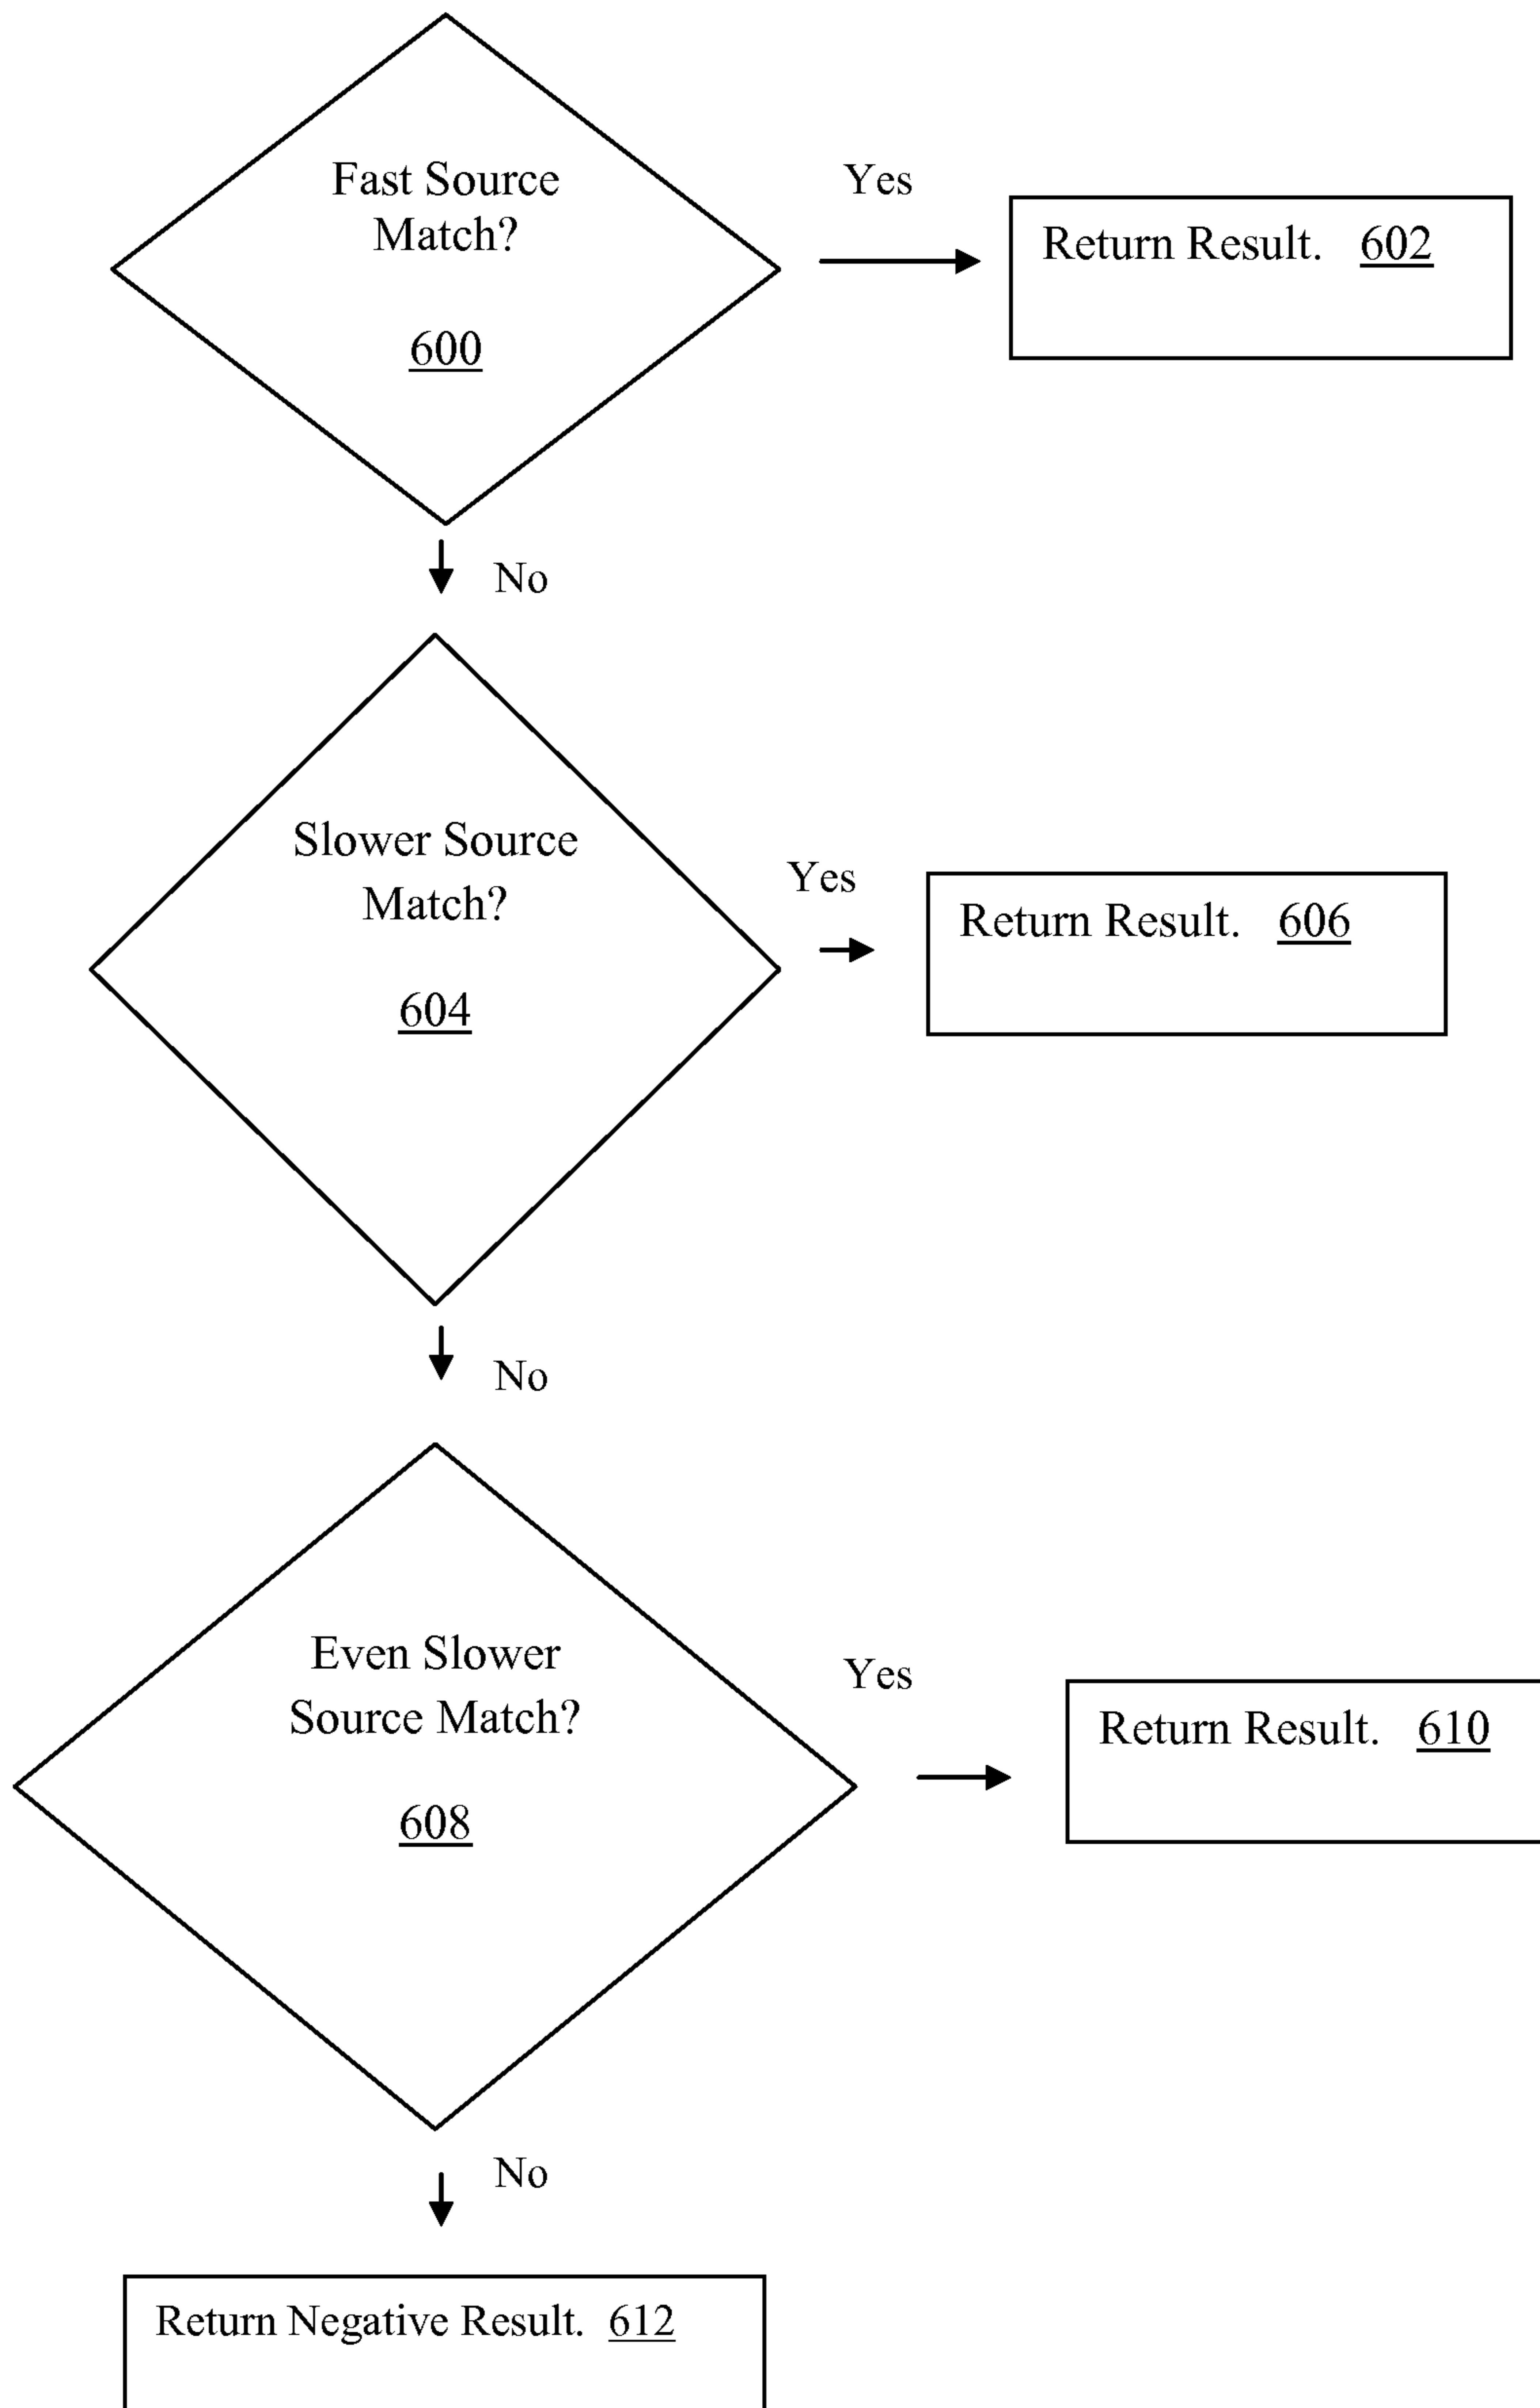 Fast Source
Match?
600
Yes
Return Result. 602
No
Slower Source
Match?
604
Yes
Return Result. 606
No
Even Slower
Source Match?
608
Yes
Return Result. 610
No
Return Negative Result. 612